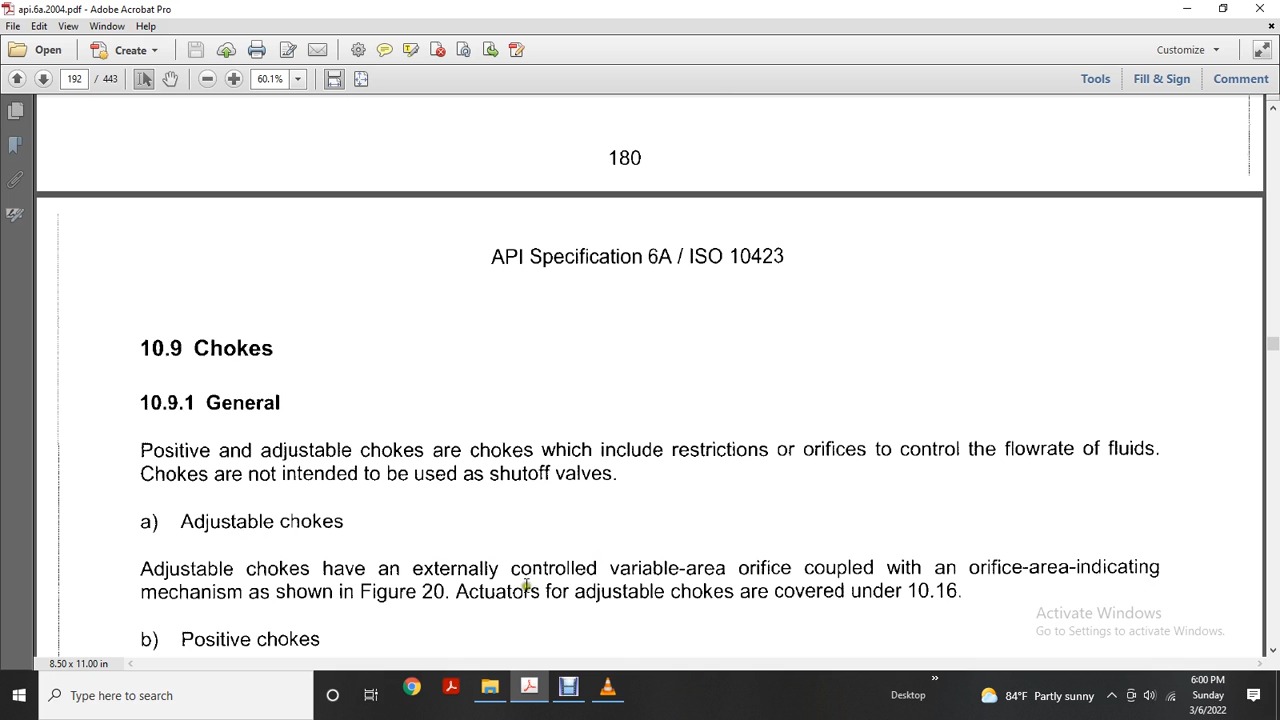 api.6a.2004.pdf - Adobe Acrobat Pro
File Edit View Window Help
Open Create Customize
192 / 443 60.1% Tools Fill & Sign Comment
180
API Specification 6A / ISO 10423
10.9 Chokes
10.9.1 General
Positive and adjustable chokes are chokes which include restrictions or orifices to control the flowrate of fluids.
Chokes are not intended to be used as shutoff valves.
a) Adjustable chokes
Adjustable chokes have an externally controlled variable-area orifice coupled with an orifice-area-indicating
mechanism as shown in Figure 20. Actuators for adjustable chokes are covered under 10.16.
Activate Windows
Go to Settings to activate Windows.
b) Positive chokes
8.50 x 11.00 in
Type here to search
Desktop
84°F Partly sunny
6:00 PM
Sunday
3/6/2022